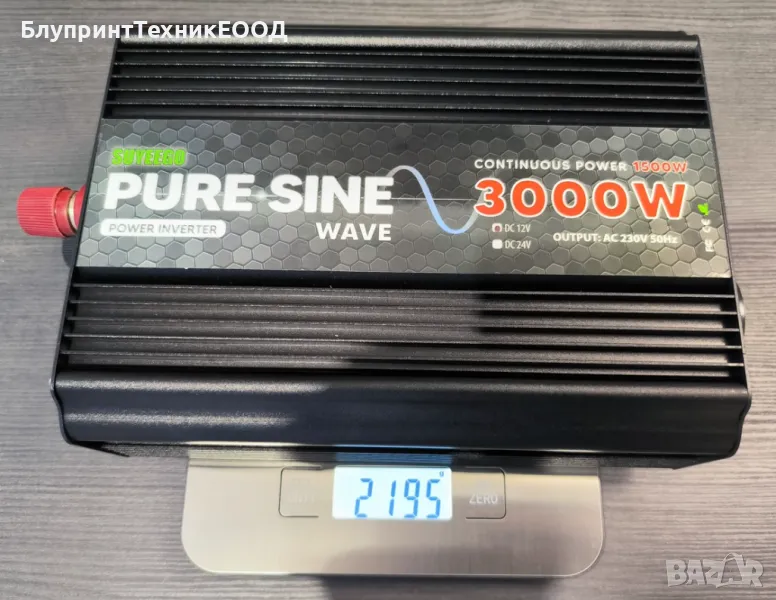 БлупринтТехникЕООД
SUYEEGO
PURE SINE
WAVE
POWER INVERTER
CONTINUOUS POWER 1500W
3000W
DC 12V
DC 24V
OUTPUT: AC 230V 50Hz
2195
ZERO
BAZAR